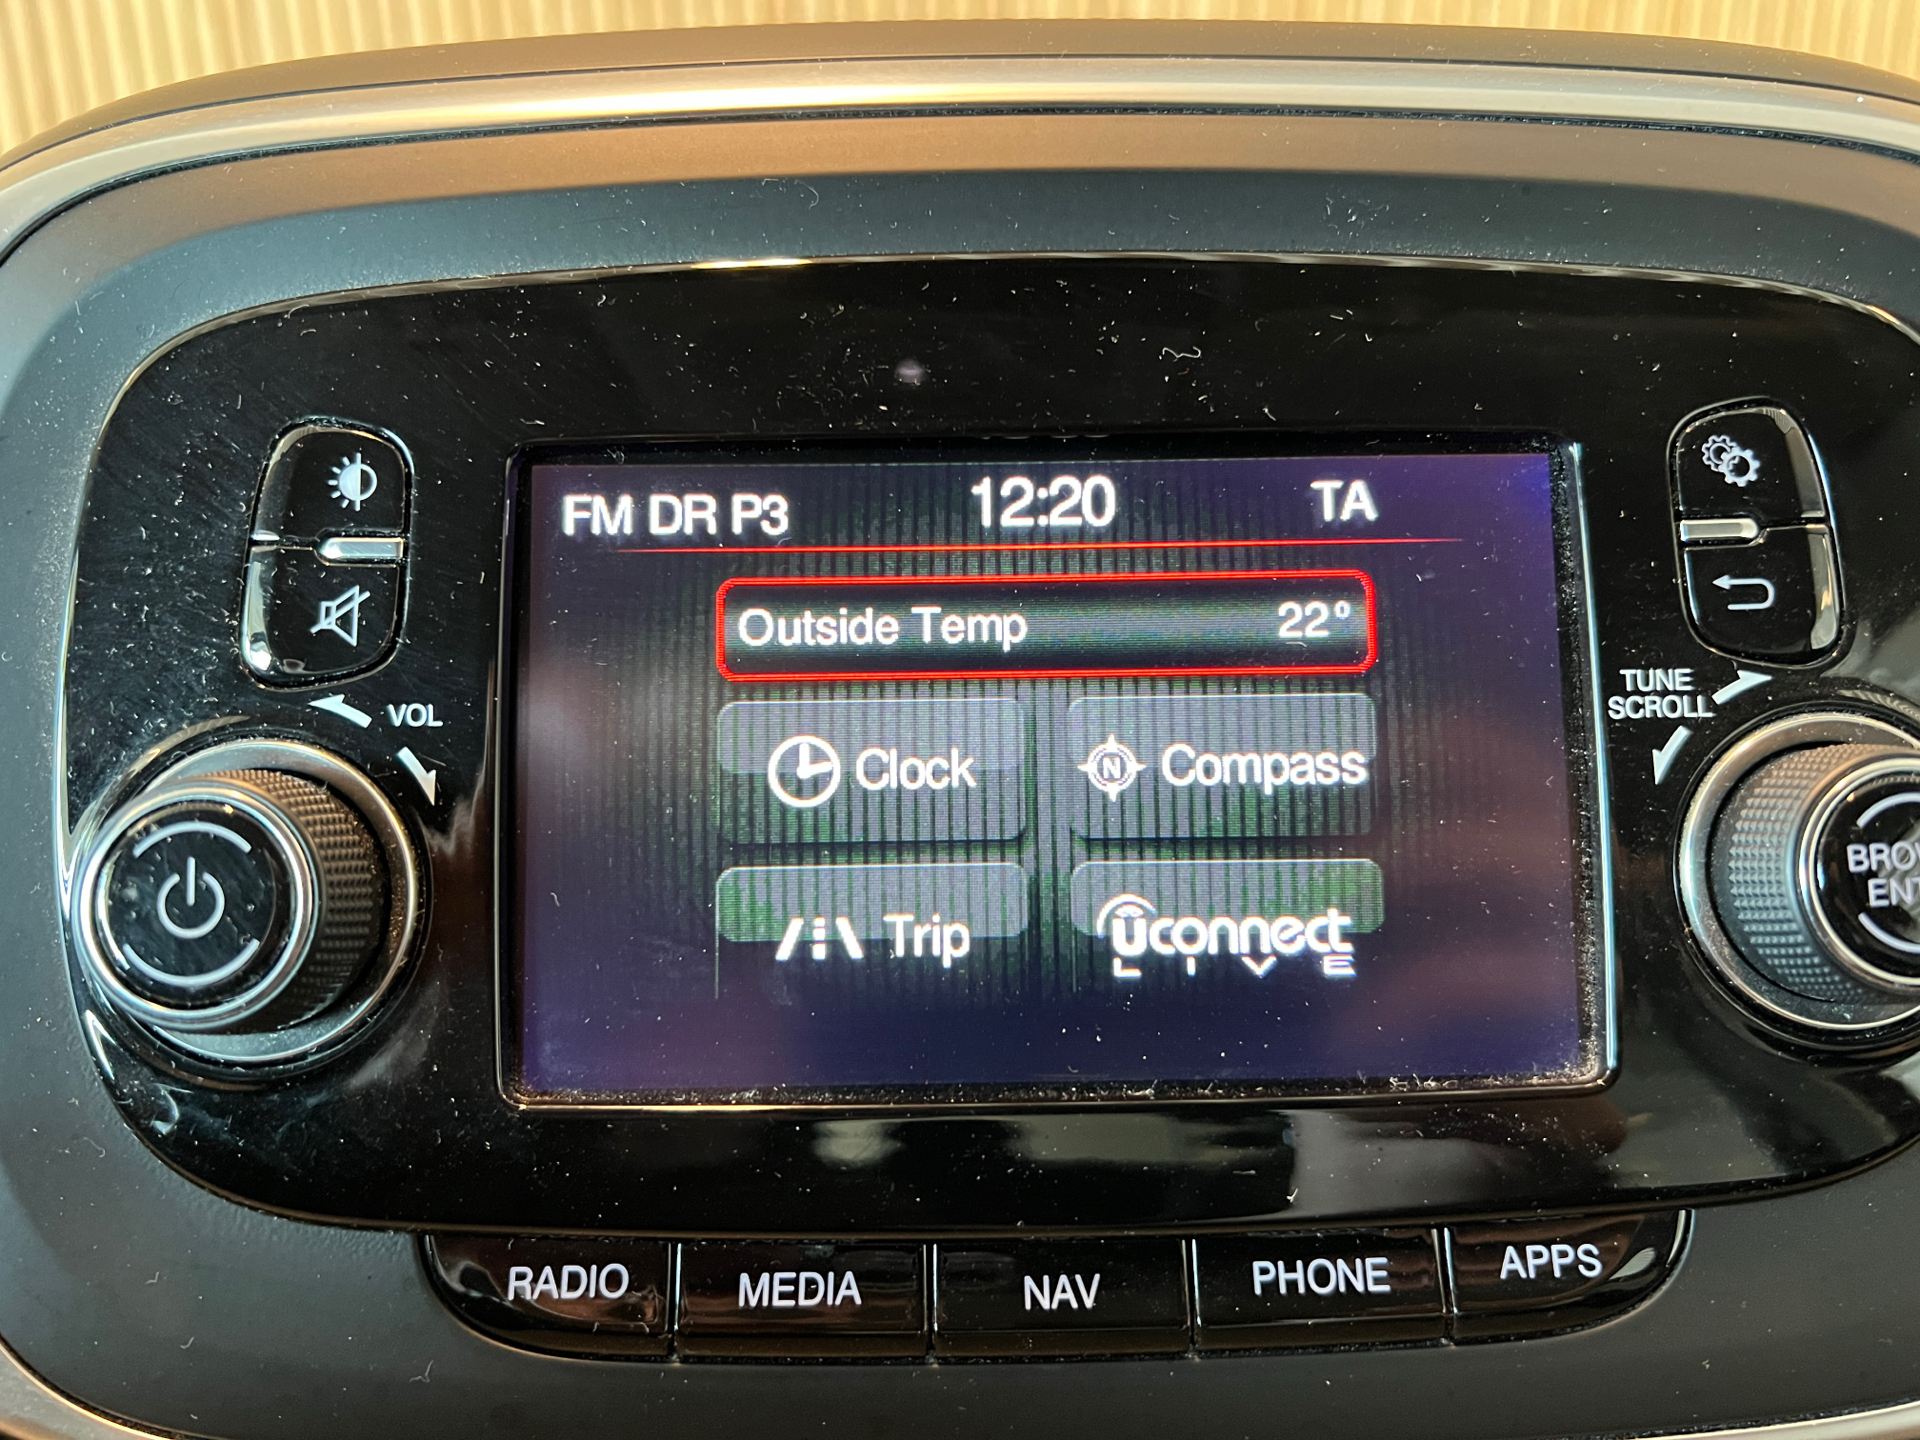 FM DR P3 12:20 TA
Outside Temp 22°
VOL
TUNE
SCROLL
Clock
N Compass
Trip
uconnect
LIVE
RADIO MEDIA NAV PHONE APPS